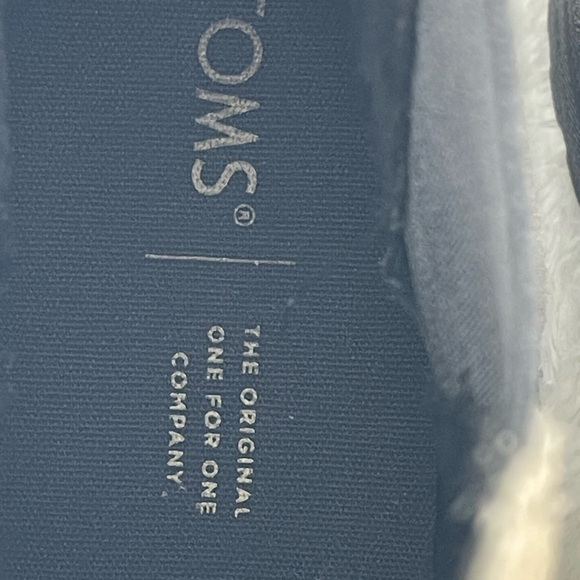 TOMS®
THE ORIGINAL
ONE FOR ONE
COMPANY